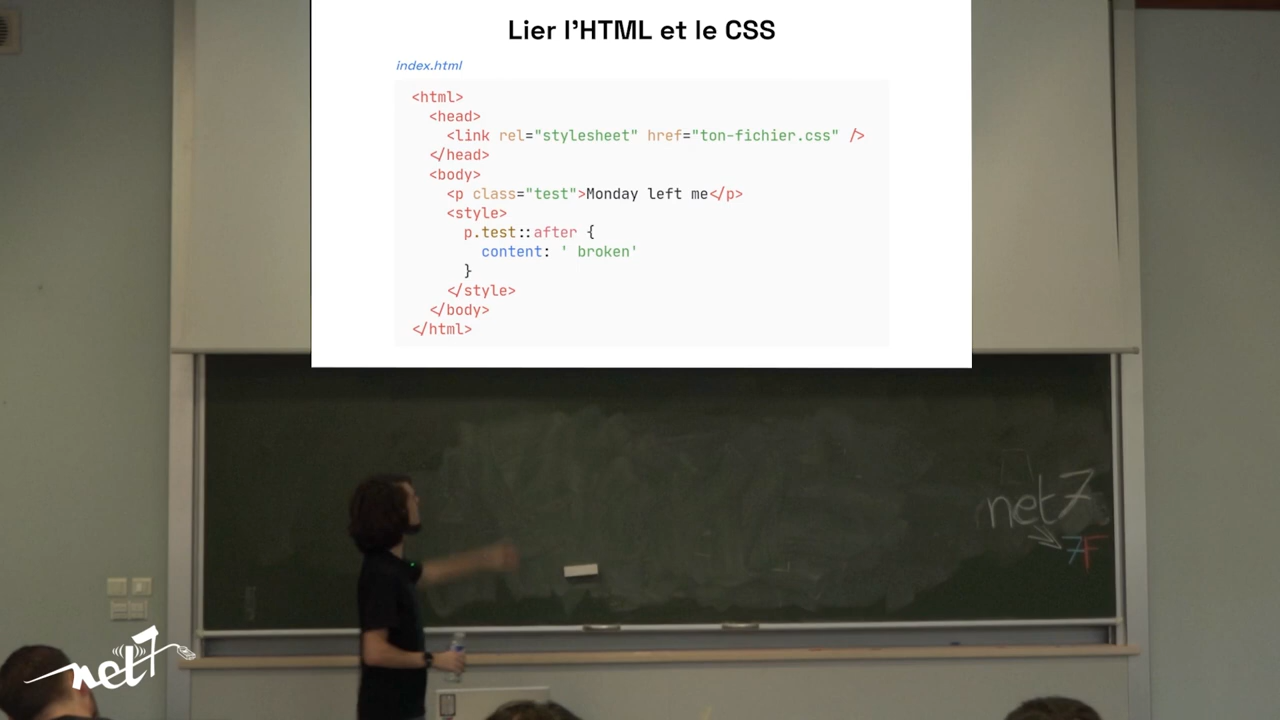 Lier l'HTML et le CSS
index.html
<html>
  <head>
    <link rel="stylesheet" href="ton-fichier.css" />
  </head>
  <body>
    <p class="test">Monday left me</p>
    <style>
      p.test::after {
        content: ' broken'
      }
    </style>
  </body>
</html>
net7
7F
net7